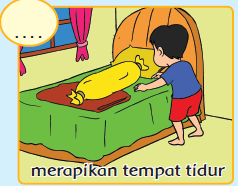 ....
merapikan tempat tidur